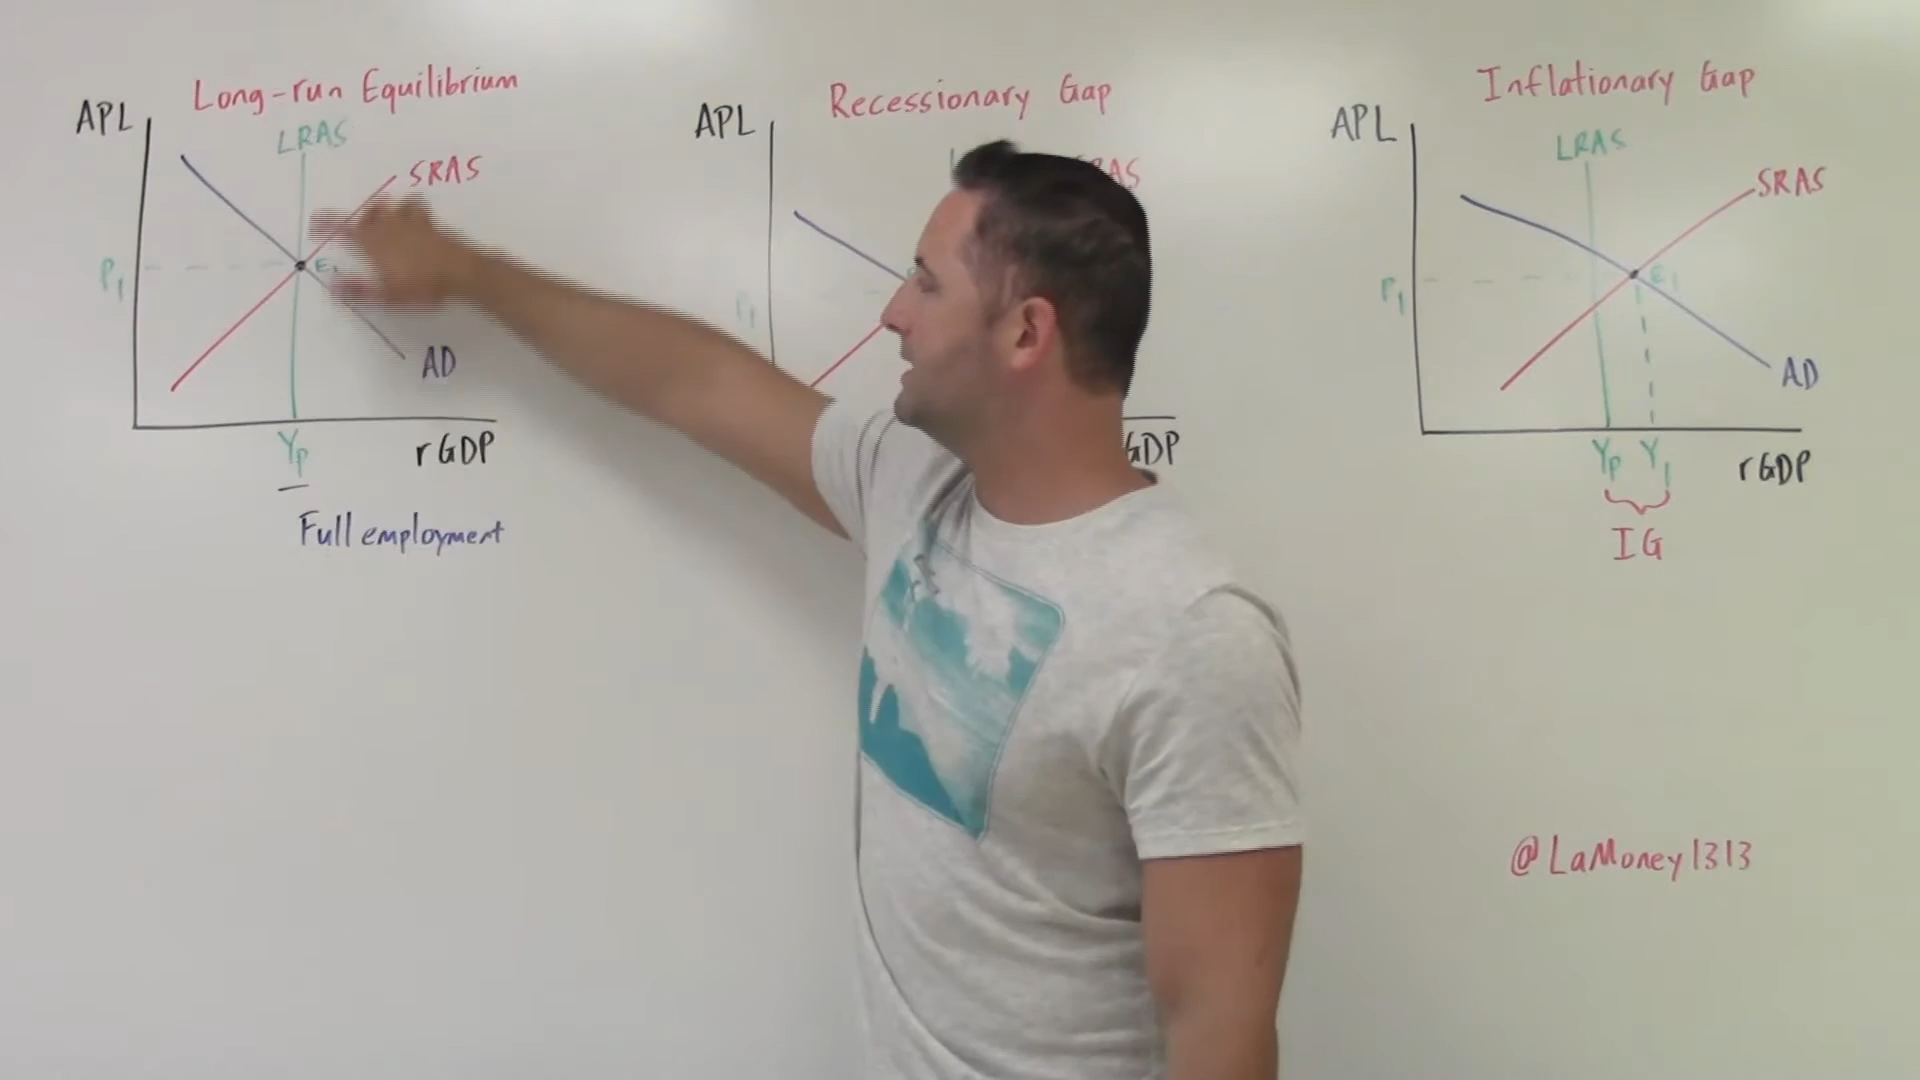 Long-run Equilibrium
APL
LRAS
SRAS
P1
E1
AD
Yp
rGDP
Full employment
Recessionary Gap
APL
P1
Inflationary Gap
APL
LRAS
SRAS
P1
E1
AD
Yp Y1
rGDP
IG
@LaMoney1313